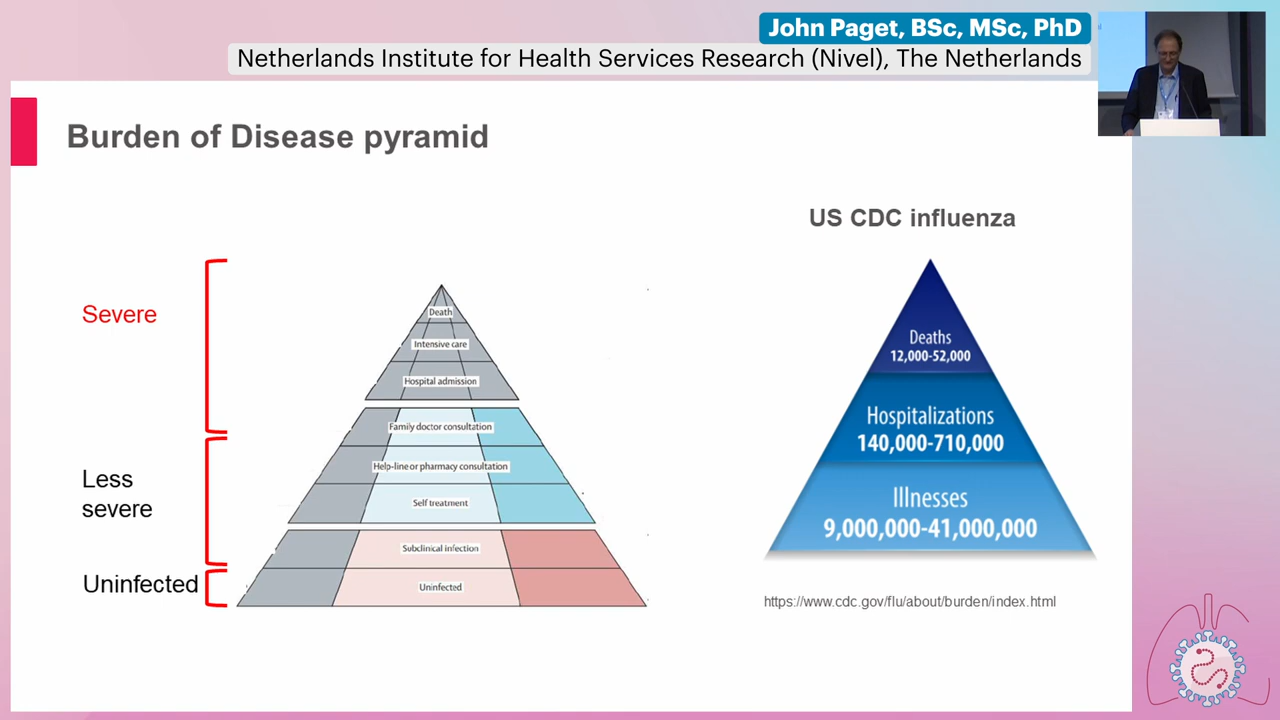 John Paget, BSc, MSc, PhD
Netherlands Institute for Health Services Research (Nivel), The Netherlands
Burden of Disease pyramid
US CDC influenza
Severe
Death
Intensive care
Hospital admission
Less
severe
Family doctor consultation
Help-line or pharmacy consultation
Self treatment
Subclinical infection
Uninfected
Uninfected
Deaths
12,000-52,000
Hospitalizations
140,000-710,000
Illnesses
9,000,000-41,000,000
https://www.cdc.gov/flu/about/burden/index.html